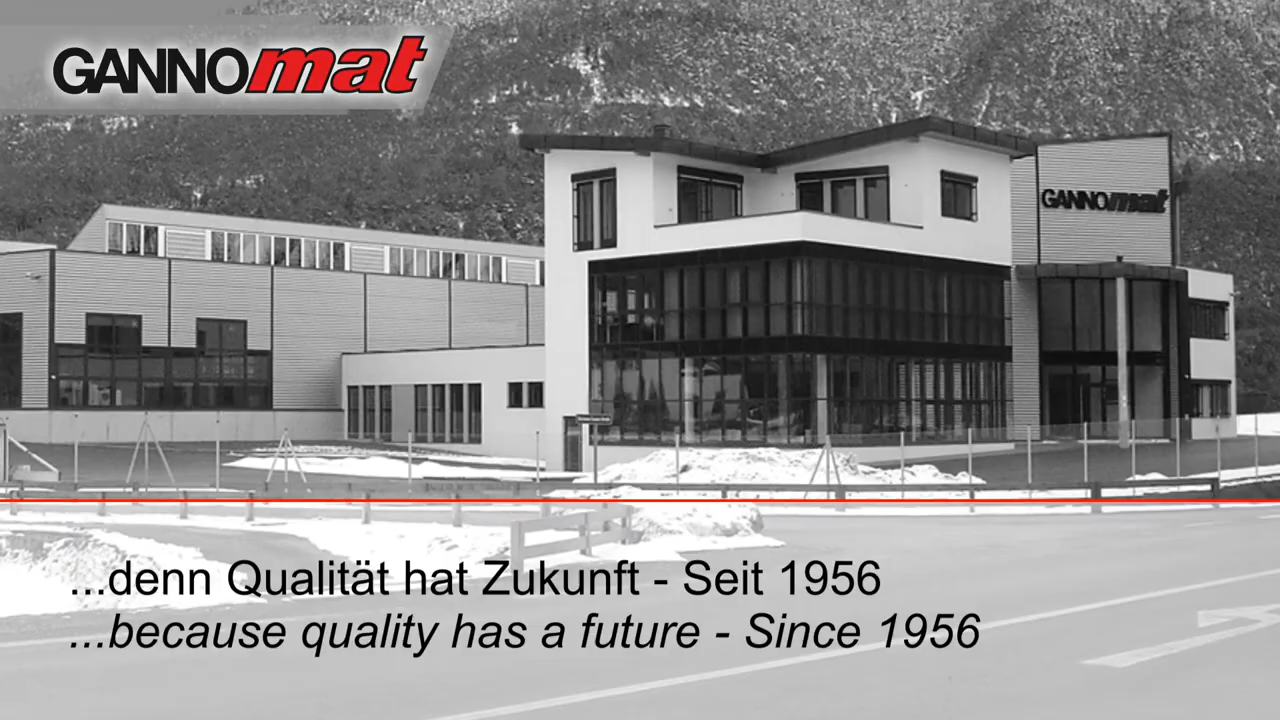 GANNOmat
GANNOmat
...denn Qualität hat Zukunft - Seit 1956
...because quality has a future - Since 1956